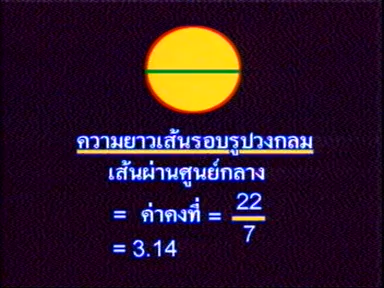 ความยาวเส้นรอบรูปวงกลม
เส้นผ่านศูนย์กลาง
= ค่าคงที่ = 22
7
= 3.14